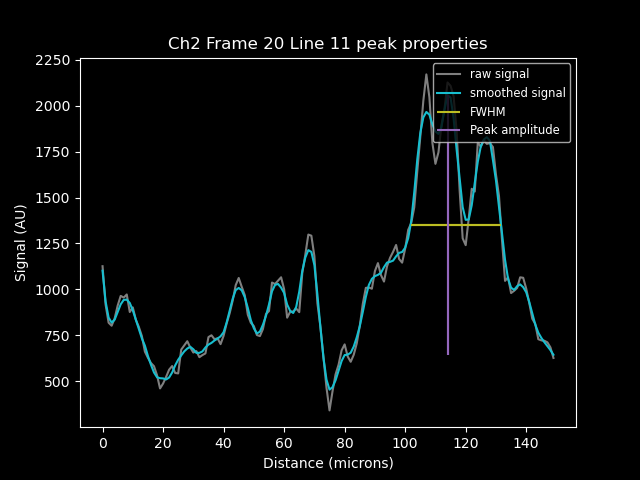 Ch2 Frame 20 Line 11 peak properties
raw signal
smoothed signal
FWHM
Peak amplitude
Signal (AU)
2250
2000
1750
1500
1250
1000
750
500
0 20 40 60 80 100 120 140
Distance (microns)